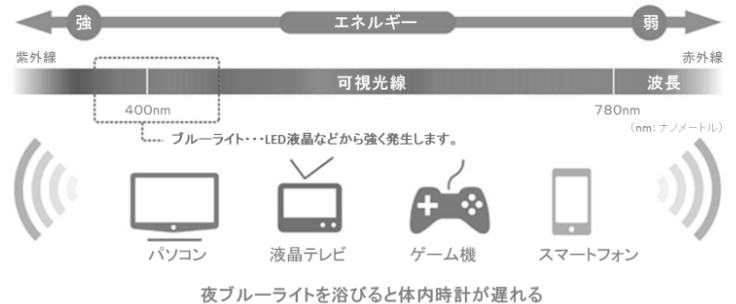 強 エネルギー 弱
紫外線 赤外線
可視光線 波長
400nm 780nm
(nm: ナノメートル)
ブルーライト・・・LED液晶などから強く発生します。
パソコン 液晶テレビ ゲーム機 スマートフォン
夜ブルーライトを浴びると体内時計が遅れる